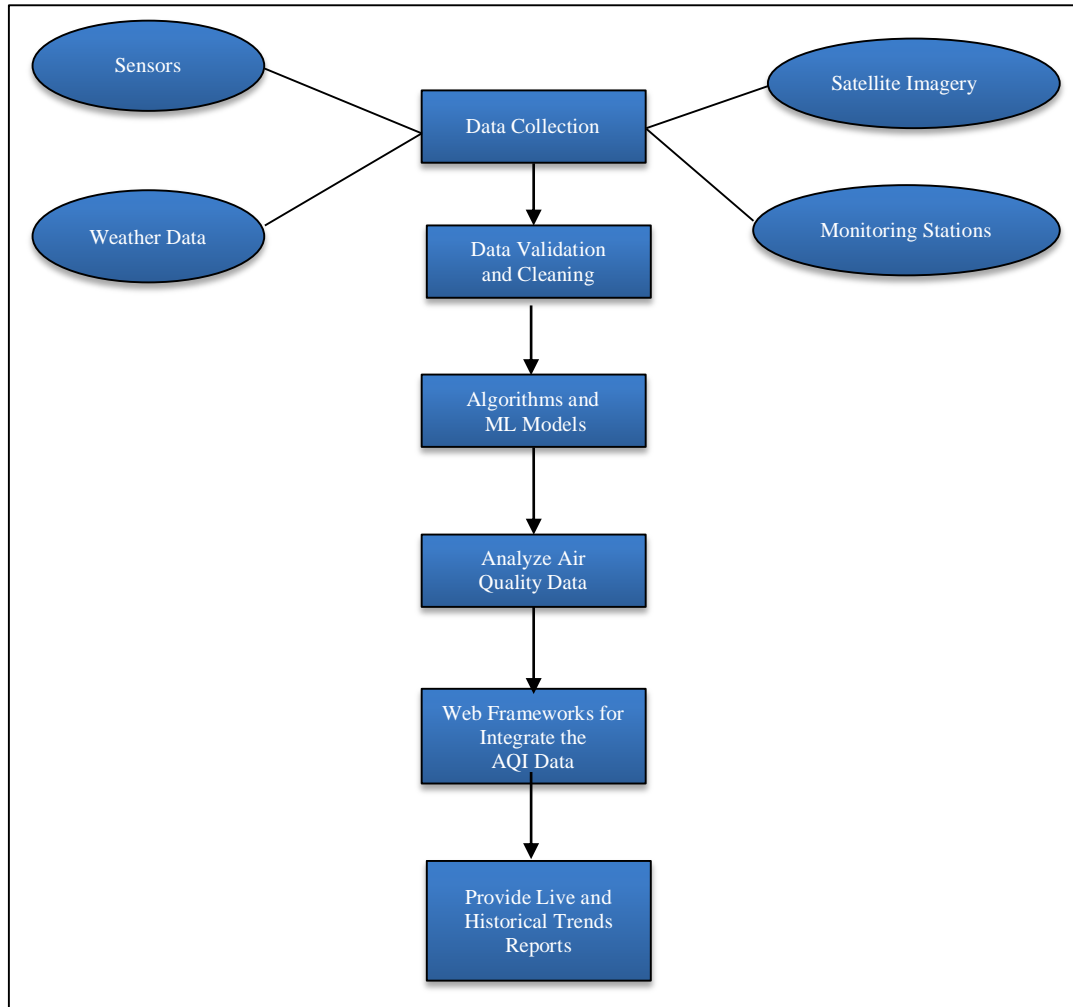 Sensors
Satellite Imagery
Data Collection
Weather Data
Monitoring Stations
Data Validation
and Cleaning
Algorithms and
ML Models
Analyze Air
Quality Data
Web Frameworks for
Integrate the
AQI Data
Provide Live and
Historical Trends
Reports